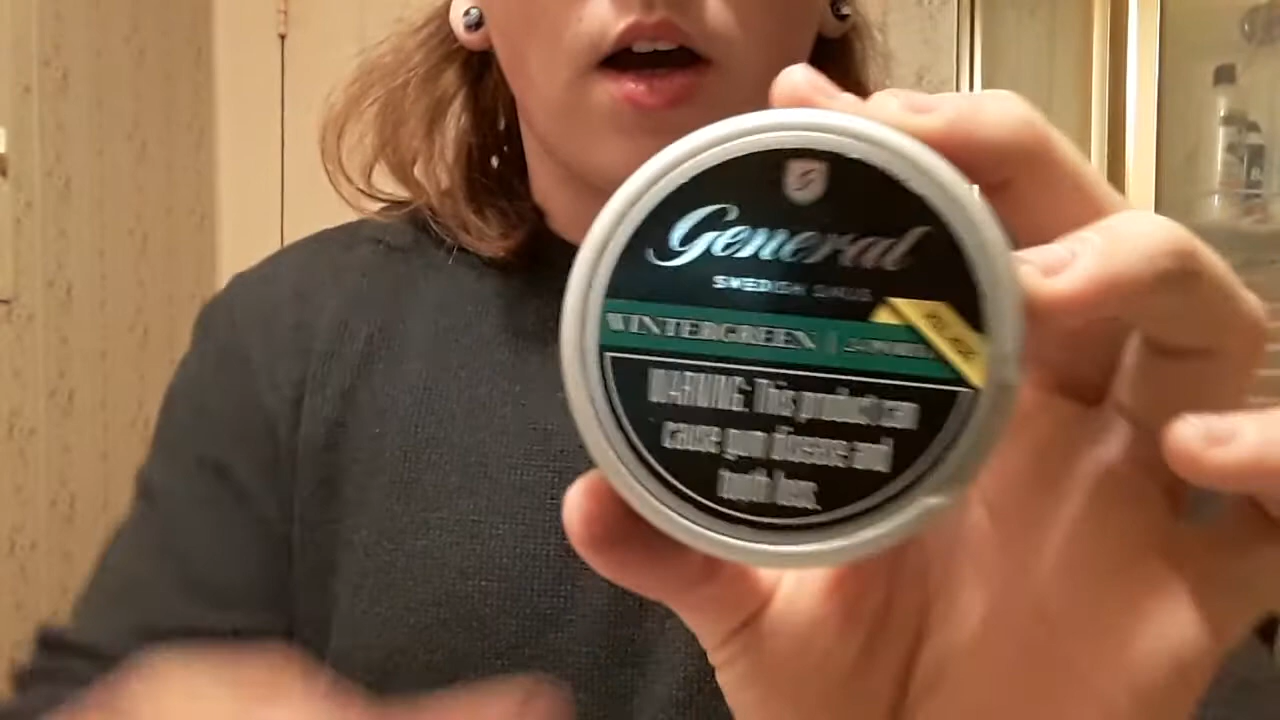 General
SWEDISH SNUS
WINTERGREEN
WARNING: This product can
cause gum disease and
tooth loss.